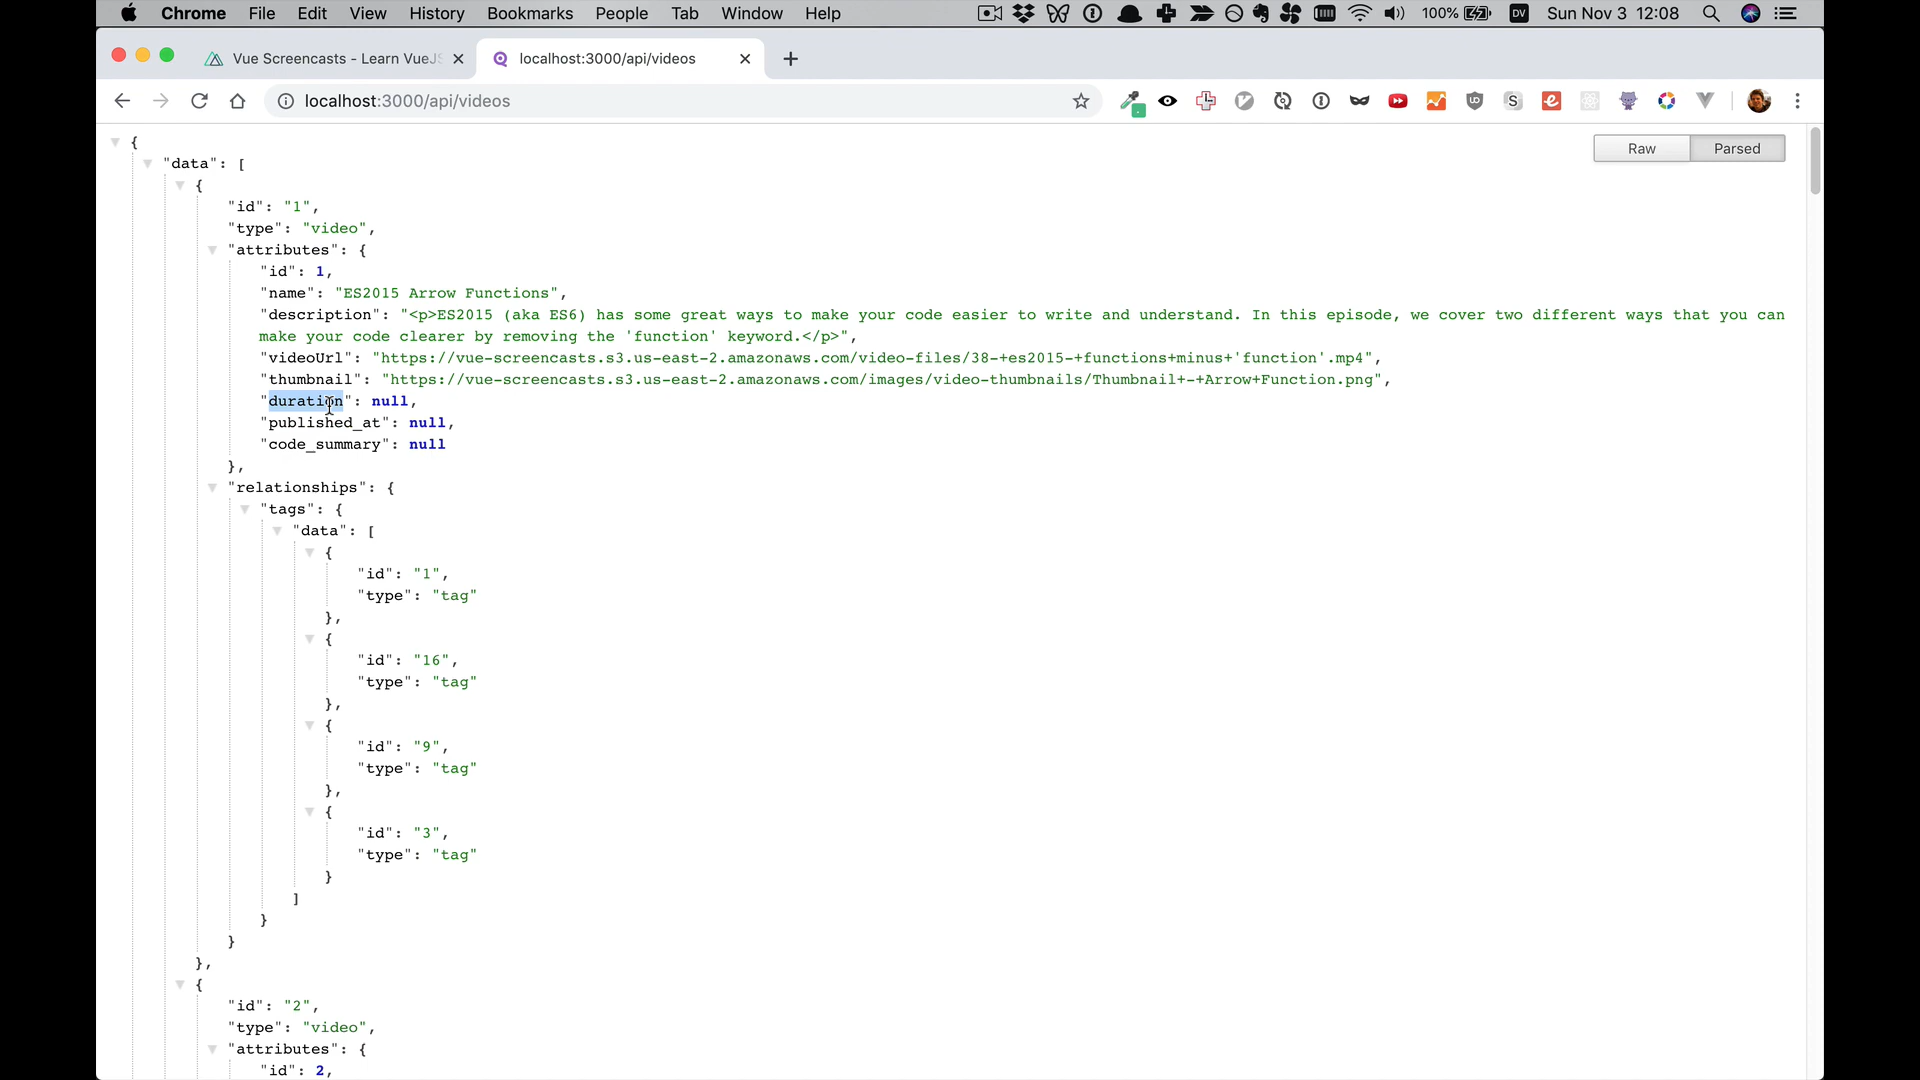 Chrome File Edit View History Bookmarks People Tab Window Help 100% DV Sun Nov 3 12:08
Vue Screencasts - Learn VueJS localhost:3000/api/videos
localhost:3000/api/videos
Raw Parsed
{
"data": [
{
"id": "1",
"type": "video",
"attributes": {
"id": 1,
"name": "ES2015 Arrow Functions",
"description": "<p>ES2015 (aka ES6) has some great ways to make your code easier to write and understand. In this episode, we cover two different ways that you can
make your code clearer by removing the 'function' keyword.</p>",
"videoUrl": "https://vue-screencasts.s3.us-east-2.amazonaws.com/video-files/38-+es2015-+functions+minus+'function'.mp4",
"thumbnail": "https://vue-screencasts.s3.us-east-2.amazonaws.com/images/video-thumbnails/Thumbnail+-+Arrow+Function.png",
"duration": null,
"published_at": null,
"code_summary": null
},
"relationships": {
"tags": {
"data": [
{
"id": "1",
"type": "tag"
},
{
"id": "16",
"type": "tag"
},
{
"id": "9",
"type": "tag"
},
{
"id": "3",
"type": "tag"
}
]
}
}
},
{
"id": "2",
"type": "video",
"attributes": {
"id": 2,